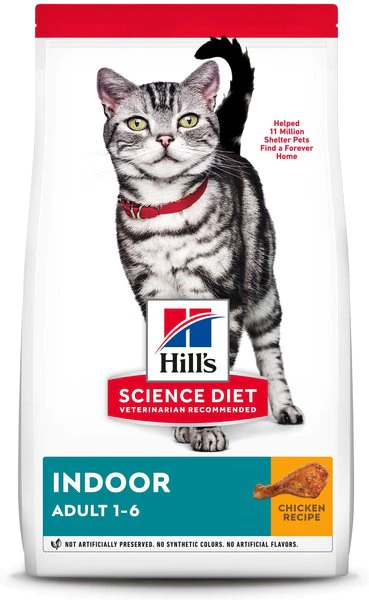 Helped
11 Million
Shelter Pets
Find a Forever
Home
Hill's
SCIENCE DIET
VETERINARIAN RECOMMENDED
INDOOR
ADULT 1-6
CHICKEN
RECIPE
NOT ARTIFICIALLY PRESERVED. NO SYNTHETIC COLORS. NO ARTIFICIAL FLAVORS.